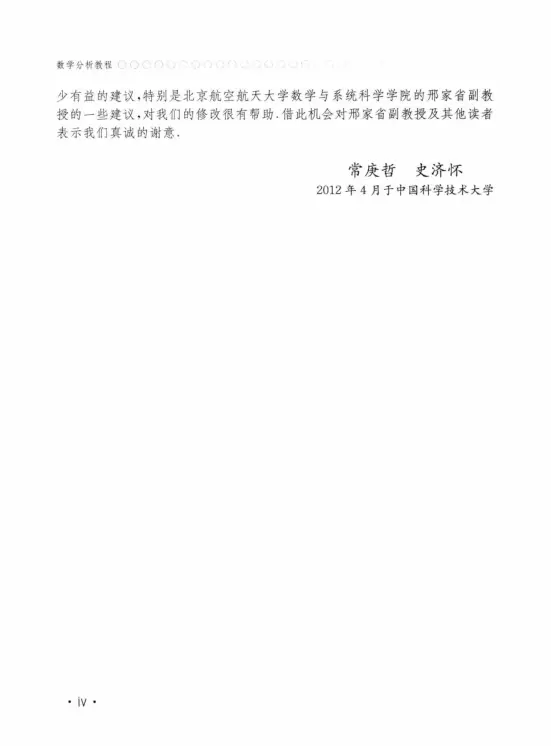 数学分析教程
少有益的建议,特别是北京航空航天大学数学与系统科学学院的邢家省副教
授的一些建议,对我们的修改很有帮助.借此机会对邢家省副教授及其他读者
表示我们真诚的谢意.
常庚哲 史济怀
2012 年 4 月于中国科学技术大学
· iv ·